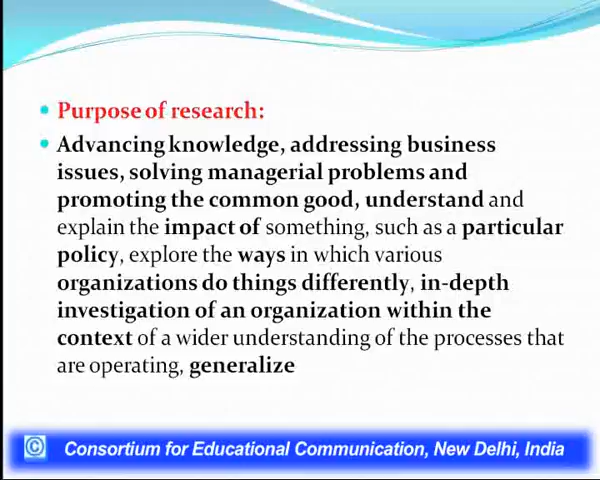 Purpose of research:
Advancing knowledge, addressing business
issues, solving managerial problems and
promoting the common good, understand and
explain the impact of something, such as a particular
policy, explore the ways in which various
organizations do things differently, in-depth
investigation of an organization within the
context of a wider understanding of the processes that
are operating, generalize
© Consortium for Educational Communication, New Delhi, India